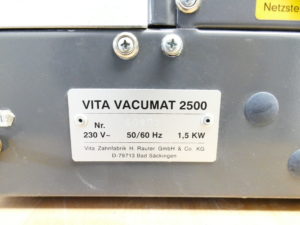 Netzste
VITA VACUMAT 2500
Nr.
230 V~ 50/60 Hz 1,5 KW
Vita Zahnfabrik H. Rauter GmbH & Co. KG
D-79713 Bad Säckingen